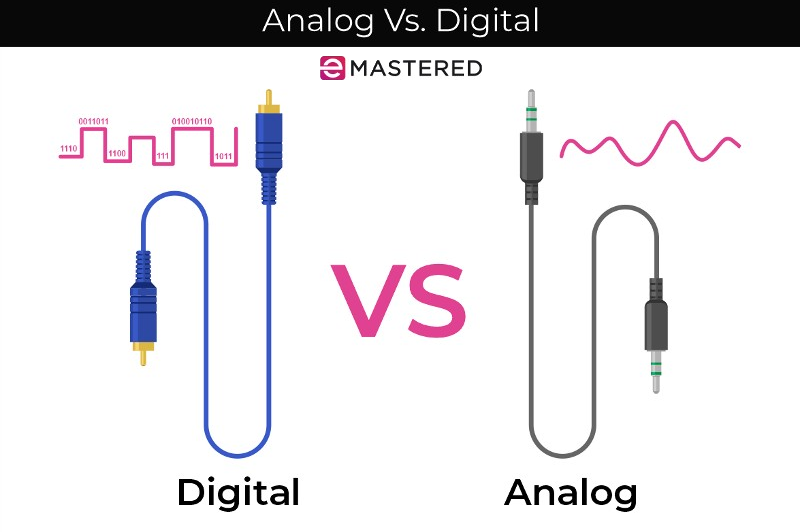 Analog Vs. Digital
e MASTERED
0011011
010010110
1110
1100
111
1011
VS
Digital
Analog